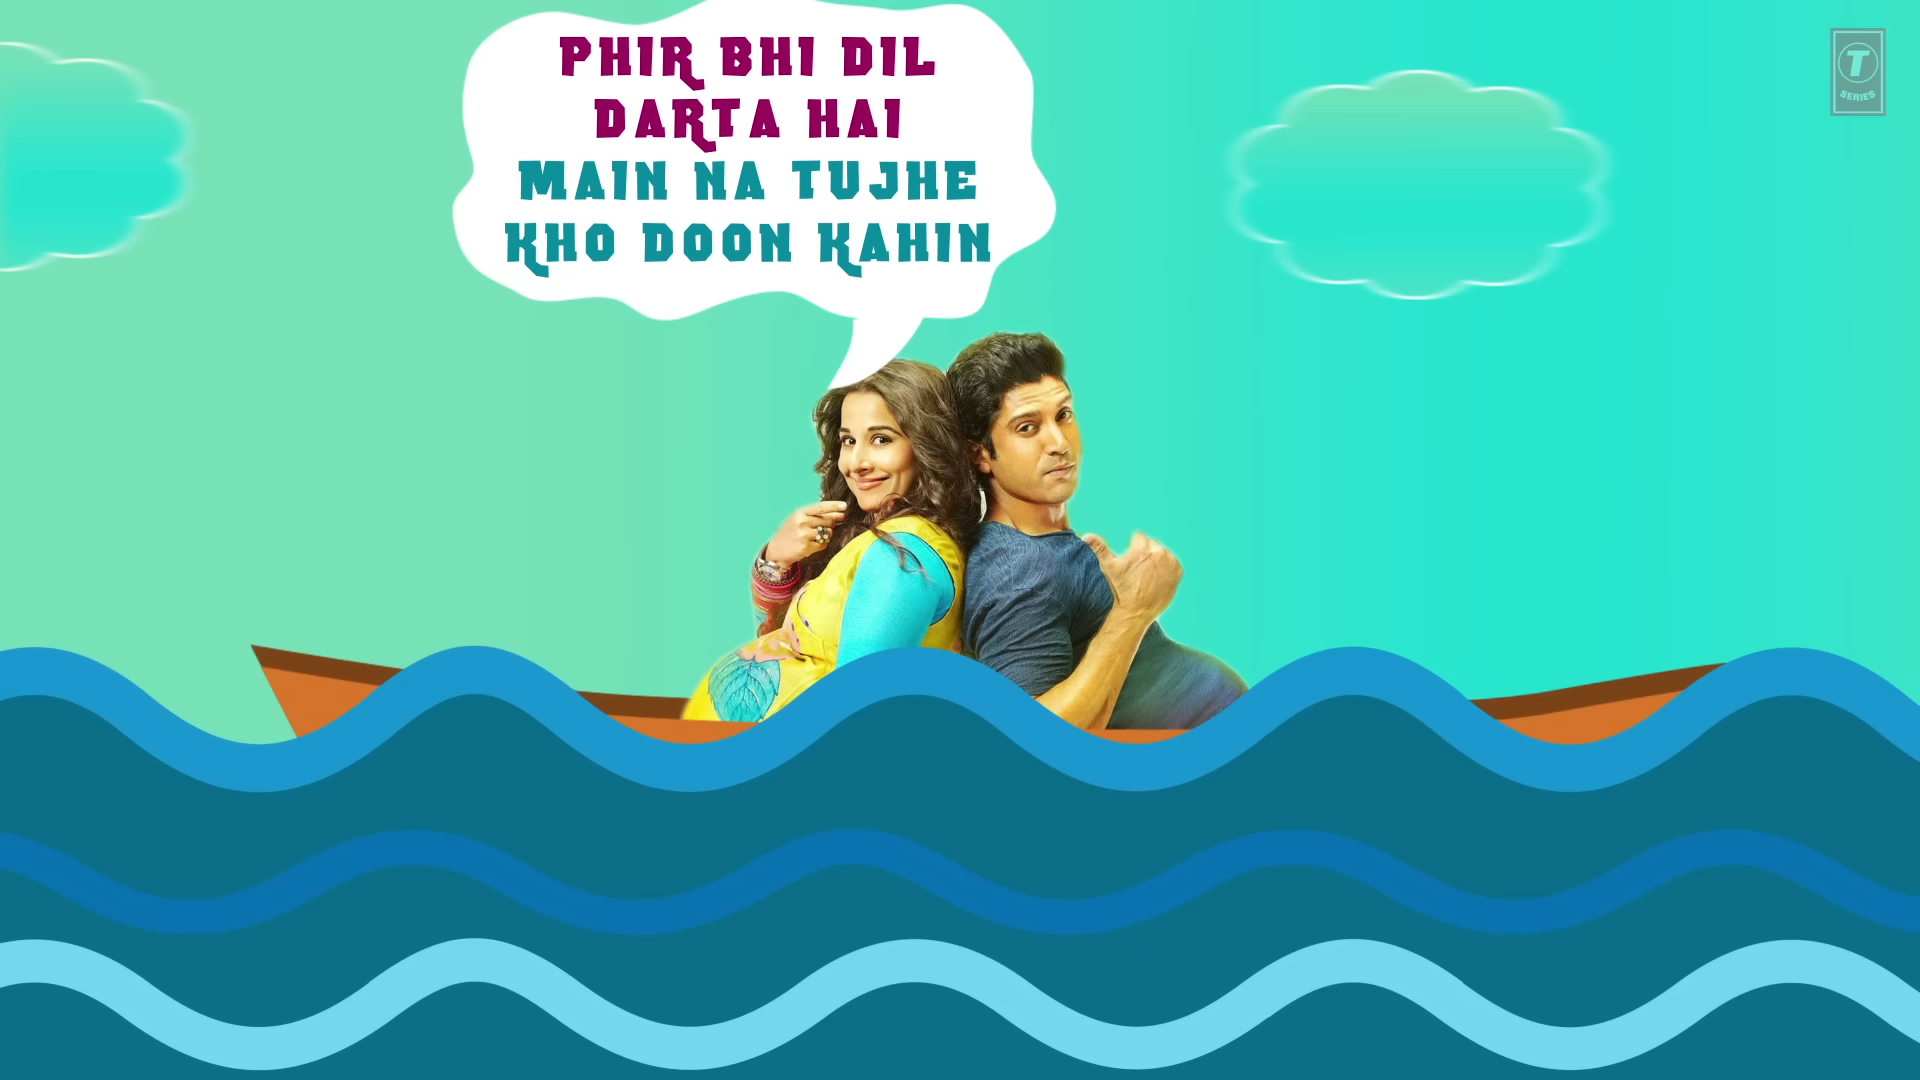 PHIR BHI DIL
DARTA HAI
MAIN NA TUJHE
KHO DOON KAHIN
T
SERIES